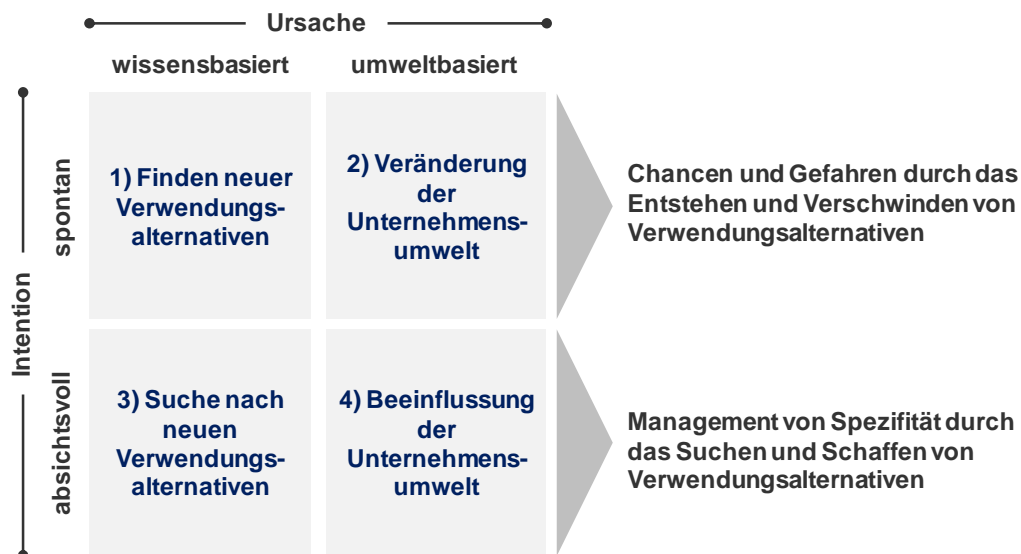 Ursache
wissensbasiert
umweltbasiert
Intention
spontan
1) Finden neuer
Verwendungs-
alternativen
2) Veränderung
der
Unternehmens-
umwelt
Chancen und Gefahren durch das
Entstehen und Verschwinden von
Verwendungsalternativen
absichtsvoll
3) Suche nach
neuen
Verwendungs-
alternativen
4) Beeinflussung
der
Unternehmens-
umwelt
Management von Spezifität durch
das Suchen und Schaffen von
Verwendungsalternativen